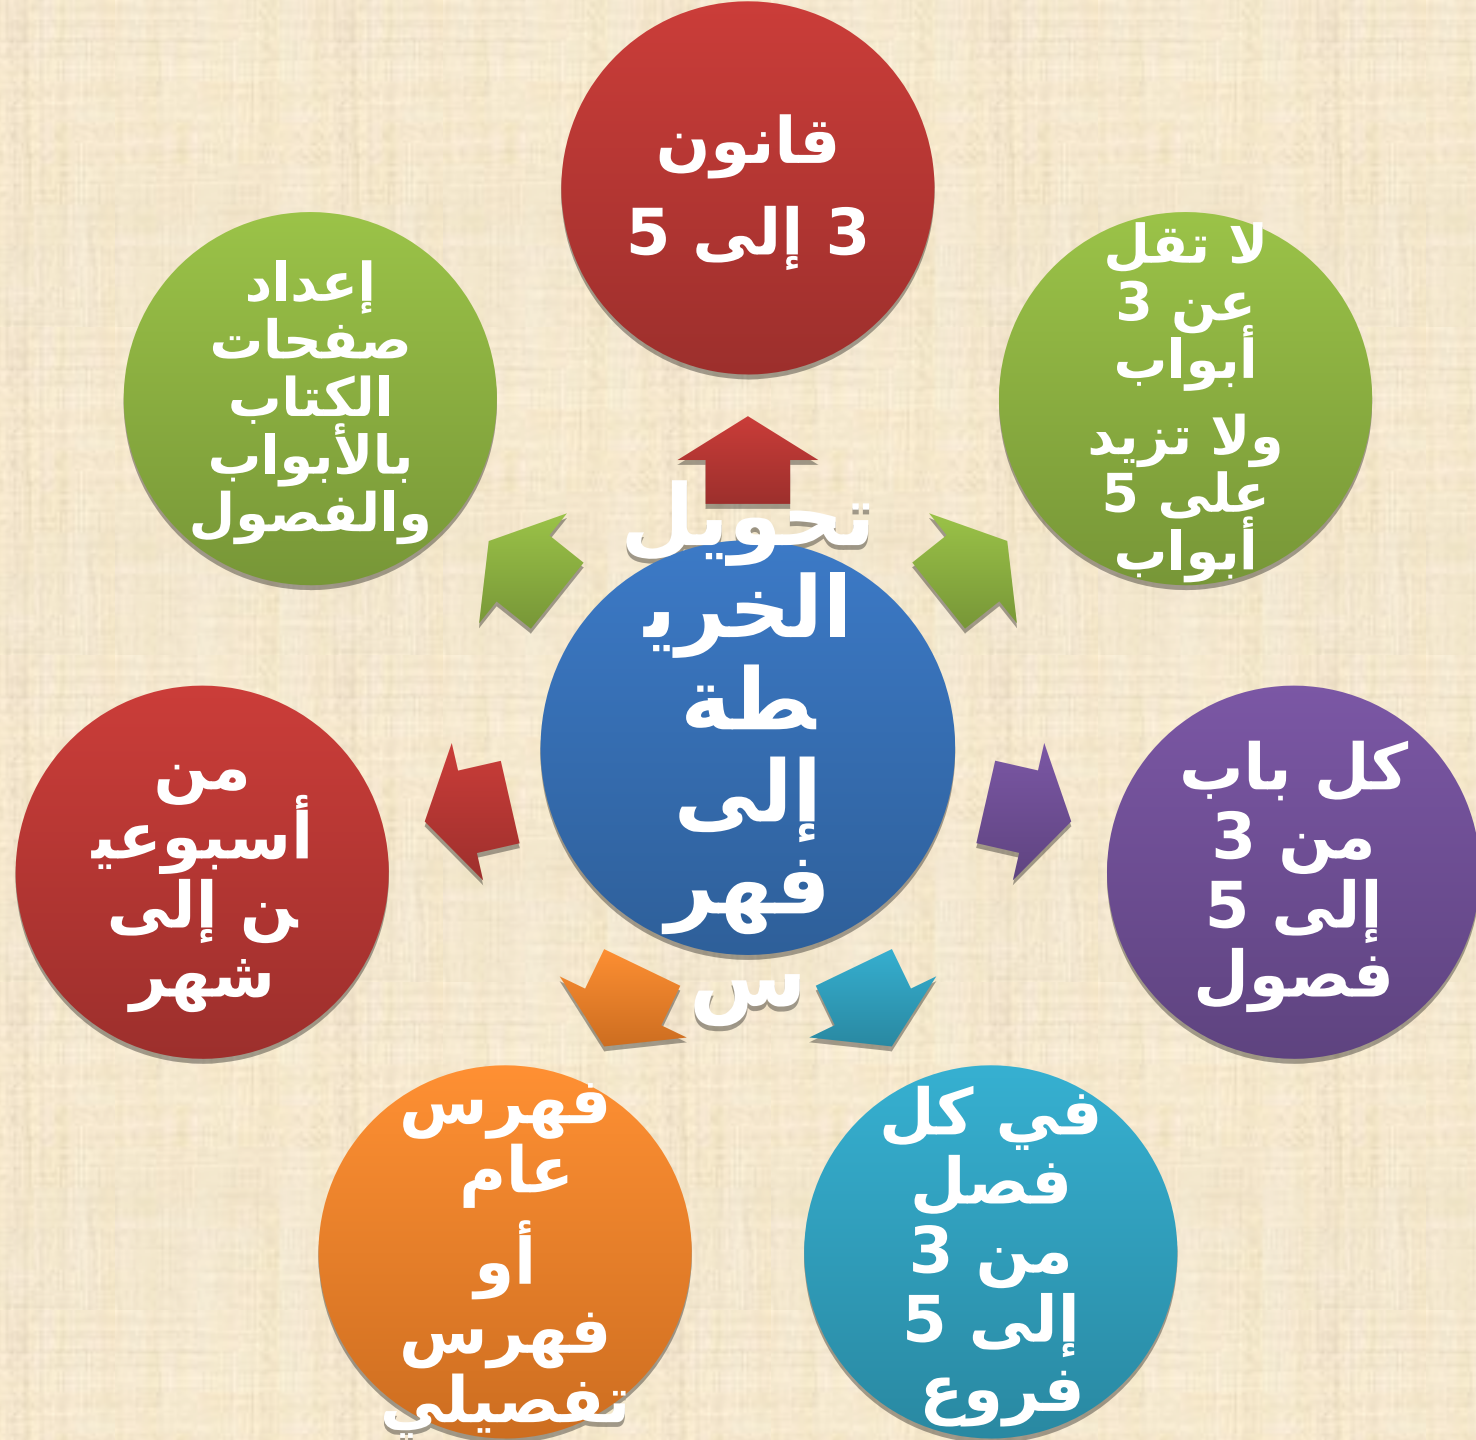 قانون
3 إلى 5
لا تقل
عن 3
أبواب
ولا تزيد
على 5
أبواب
كل باب
من 3
إلى 5
فصول
في كل
فصل
من 3
إلى 5
فروع
فهرس
عام
أو
فهرس
تفصيلي
من
أسبوعي
ن إلى
شهر
إعداد
صفحات
الكتاب
بالأبواب
والفصول
تحويل
الخري
طة
إلى
فهر
س